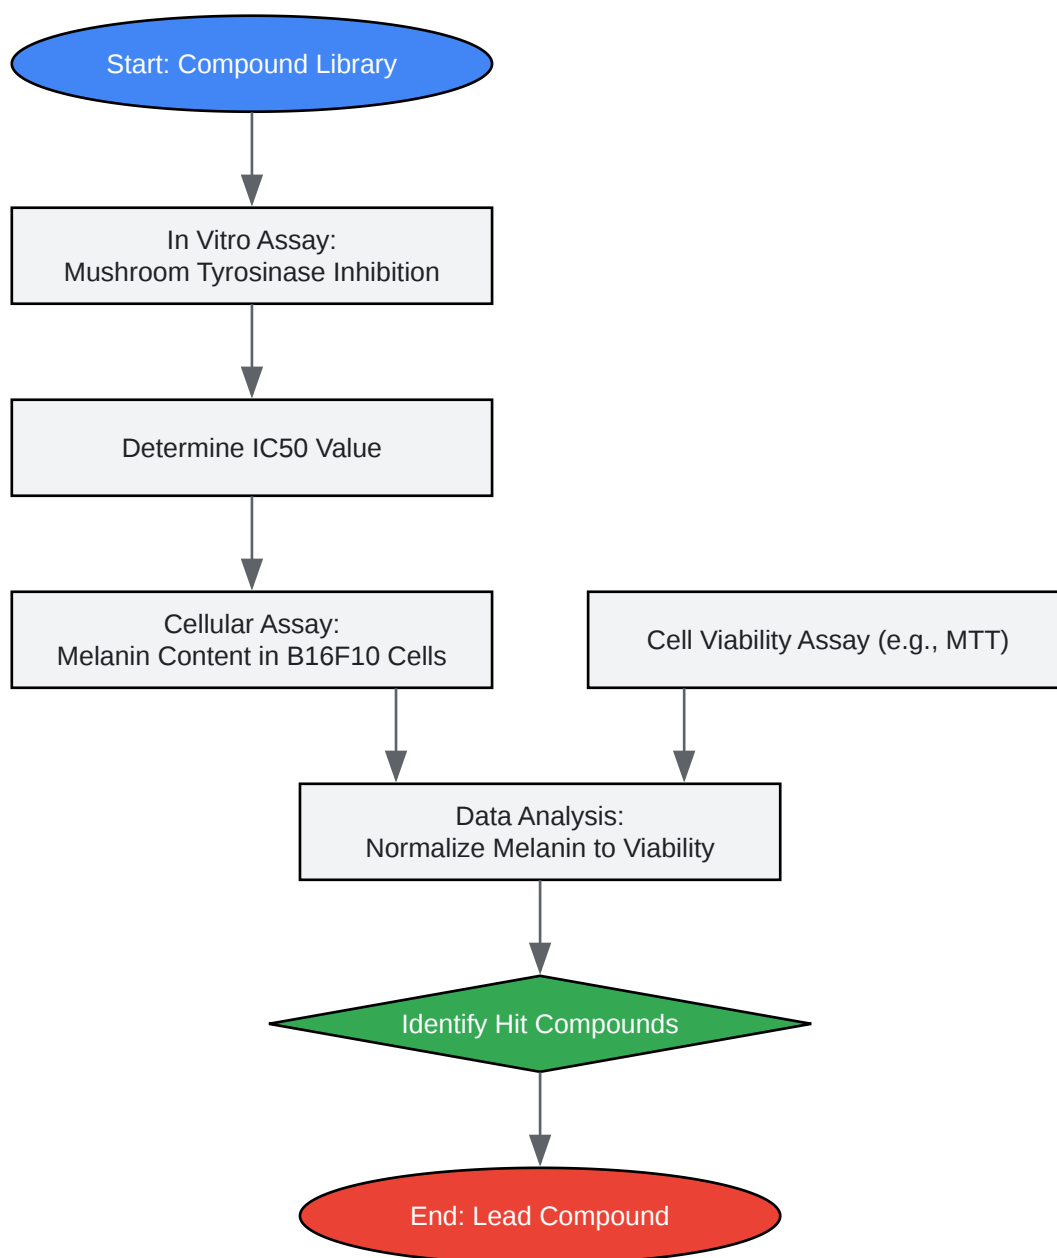 Start: Compound Library
In Vitro Assay:
Mushroom Tyrosinase Inhibition
Determine IC50 Value
Cellular Assay:
Melanin Content in B16F10 Cells
Cell Viability Assay (e.g., MTT)
Data Analysis:
Normalize Melanin to Viability
Identify Hit Compounds
End: Lead Compound